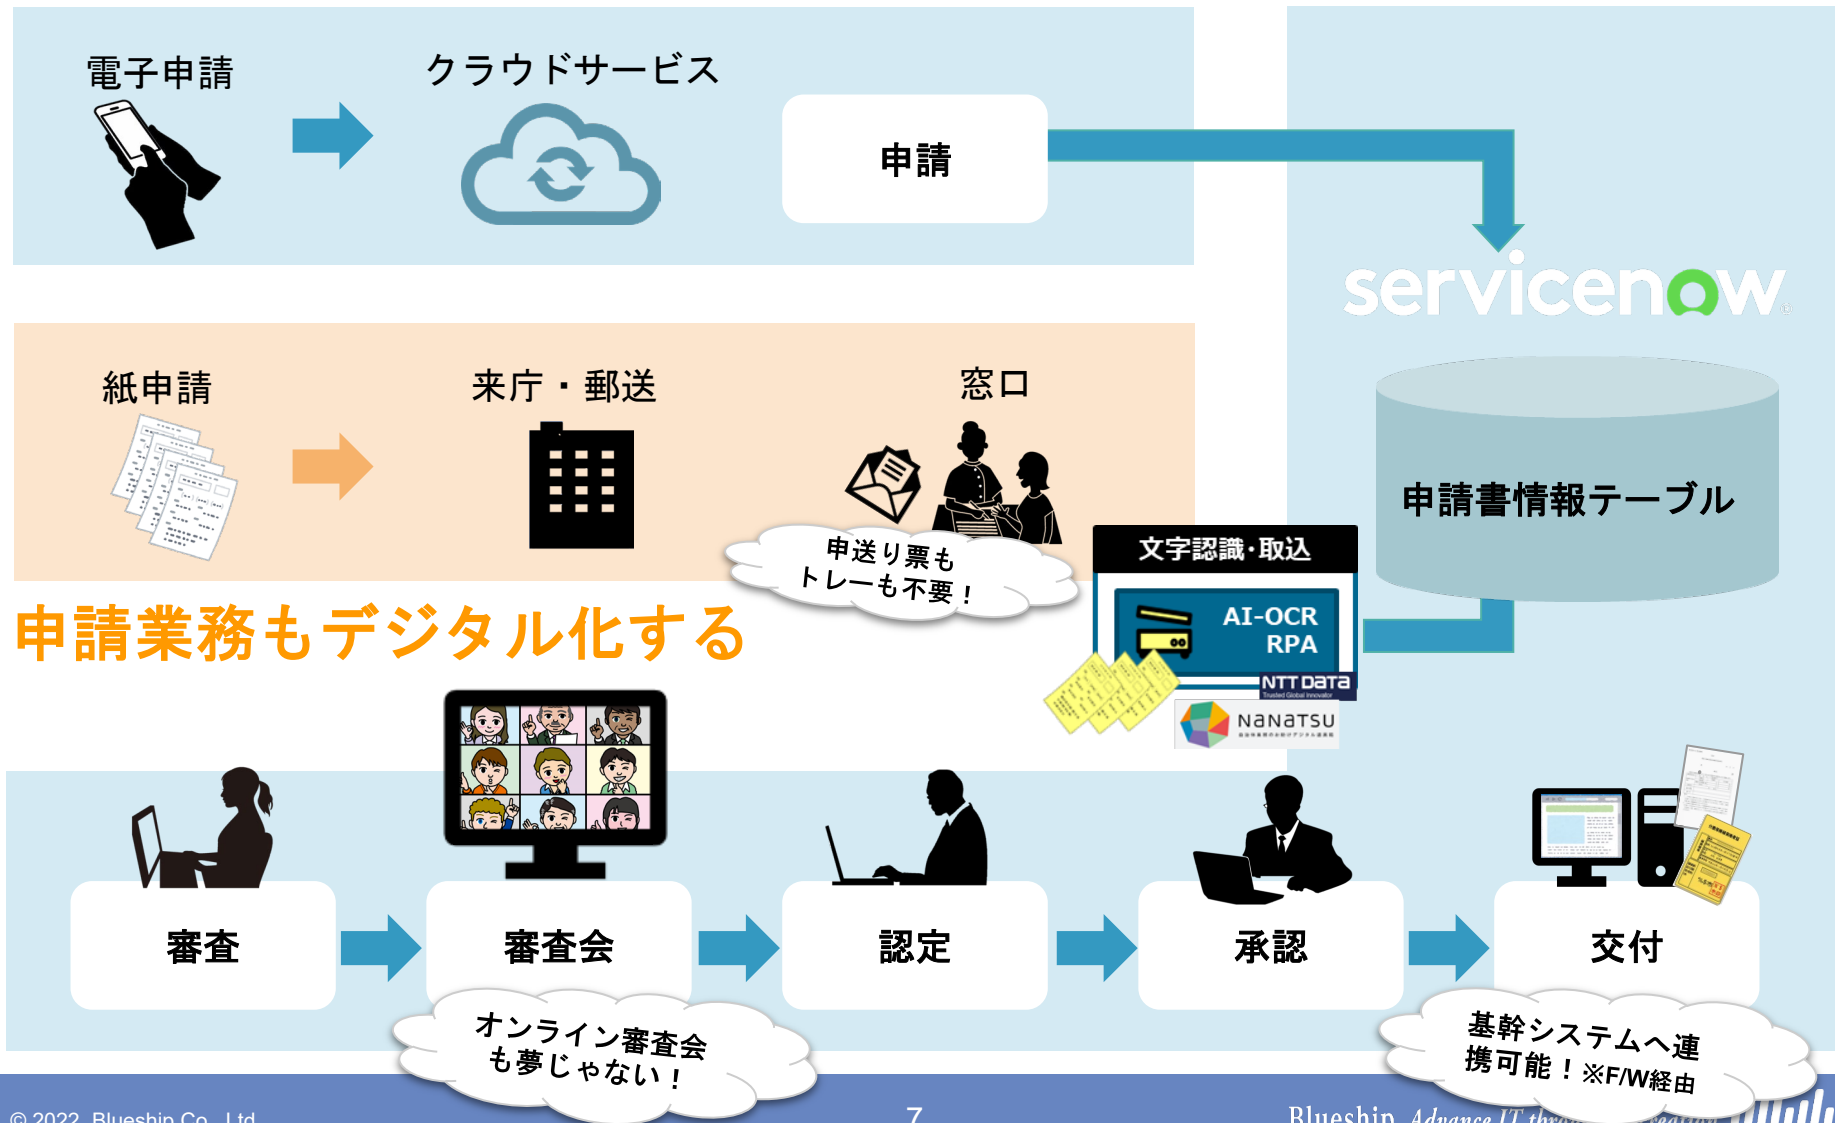 電子申請
クラウドサービス
申請
servicenow
紙申請
来庁・郵送
窓口
申請書情報テーブル
申送り票も
トレーも不要！
文字認識･取込
AI-OCR
RPA
NTT DATA
Trusted Global Innovator
NaNaTSU
申請業務もデジタル化する
審査
審査会
認定
承認
交付
オンライン審査会
も夢じゃない！
基幹システムへ連
携可能！※F/W経由
© 2022 Blueship Co., Ltd
7
Blueship Advance IT